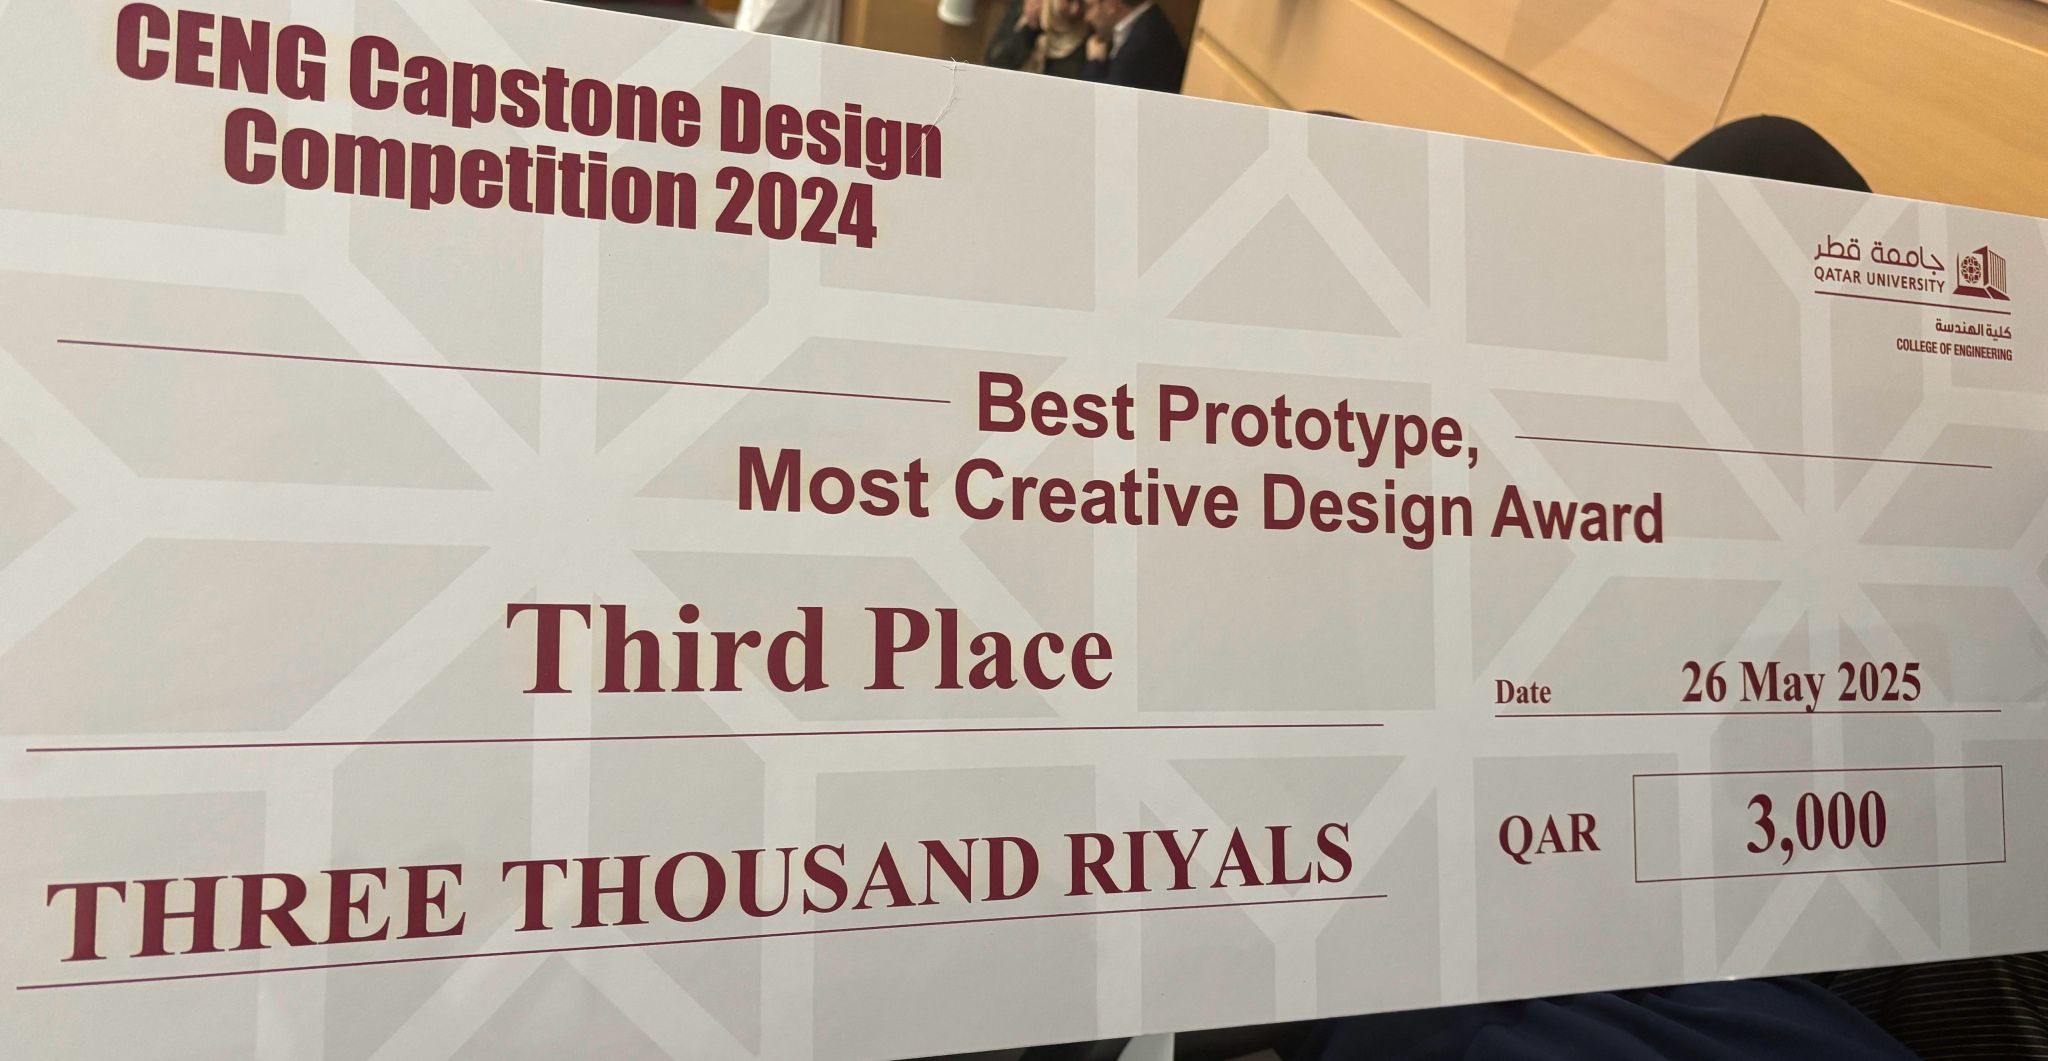 CENG Capstone Design
Competition 2024
جامعة قطر
QATAR UNIVERSITY
كلية الهندسة
COLLEGE OF ENGINEERING
Best Prototype,
Most Creative Design Award
Third Place
Date 26 May 2025
THREE THOUSAND RIYALS
QAR 3,000